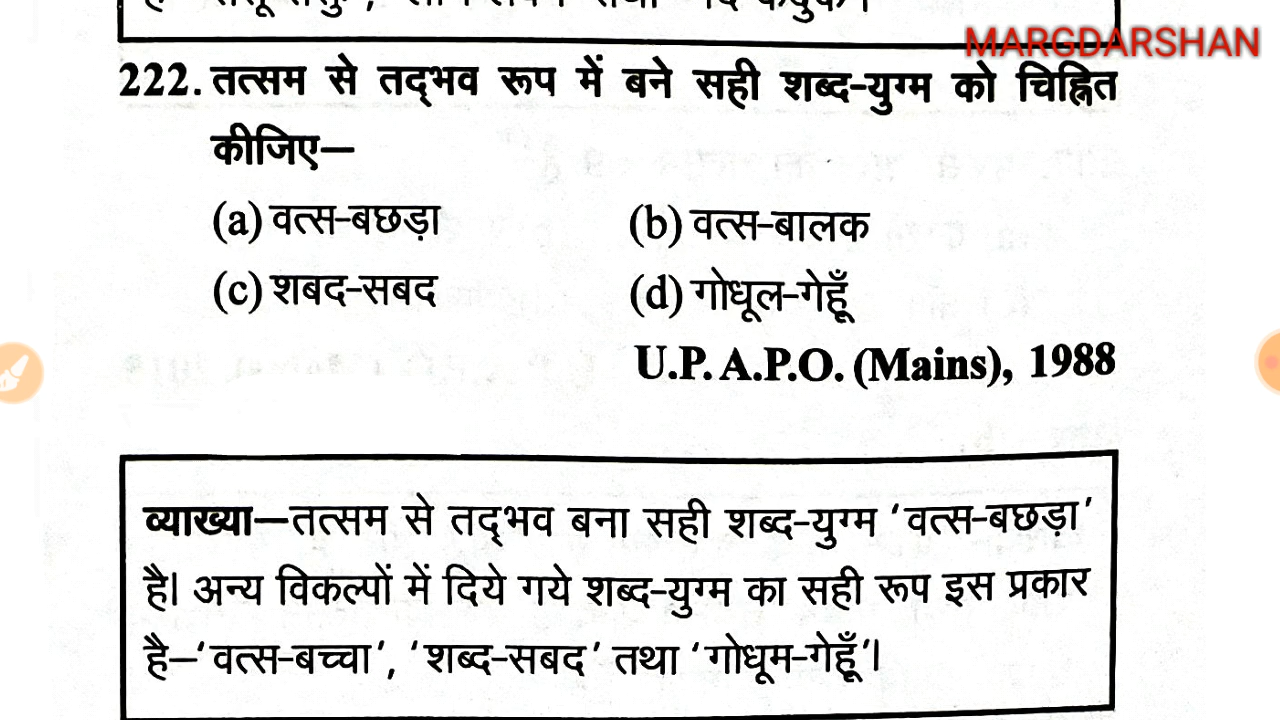 MARGDARSHAN
222. तत्सम से तद्‌भव रूप में बने सही शब्द-युग्म को चिह्नित
कीजिए—
(a) वत्स-बछड़ा (b) वत्स-बालक
(c) शबद-सबद (d) गोधूल-गेहूँ
U.P. A.P.O. (Mains), 1988
व्याख्या—तत्सम से तद्‌भव बना सही शब्द-युग्म ‘वत्स-बछड़ा’
है। अन्य विकल्पों में दिये गये शब्द-युग्म का सही रूप इस प्रकार
है—‘वत्स-बच्चा’, ‘शब्द-सबद’ तथा ‘गोधूम-गेहूँ’।